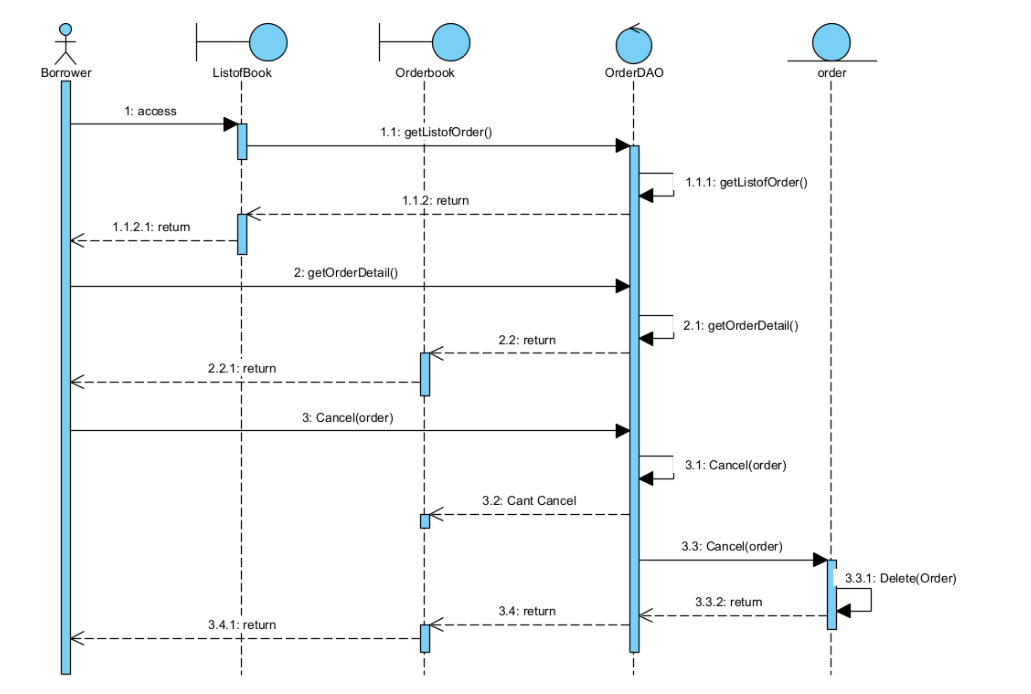 Borrower
ListofBook
Orderbook
OrderDAO
order
1: access
1.1: getListofOrder()
1.1.1: getListofOrder()
1.1.2: return
1.1.2.1: return
2: getOrderDetail()
2.1: getOrderDetail()
2.2: return
2.2.1: return
3: Cancel(order)
3.1: Cancel(order)
3.2: Cant Cancel
3.3: Cancel(order)
3.3.1: Delete(Order)
3.3.2: return
3.4: return
3.4.1: return